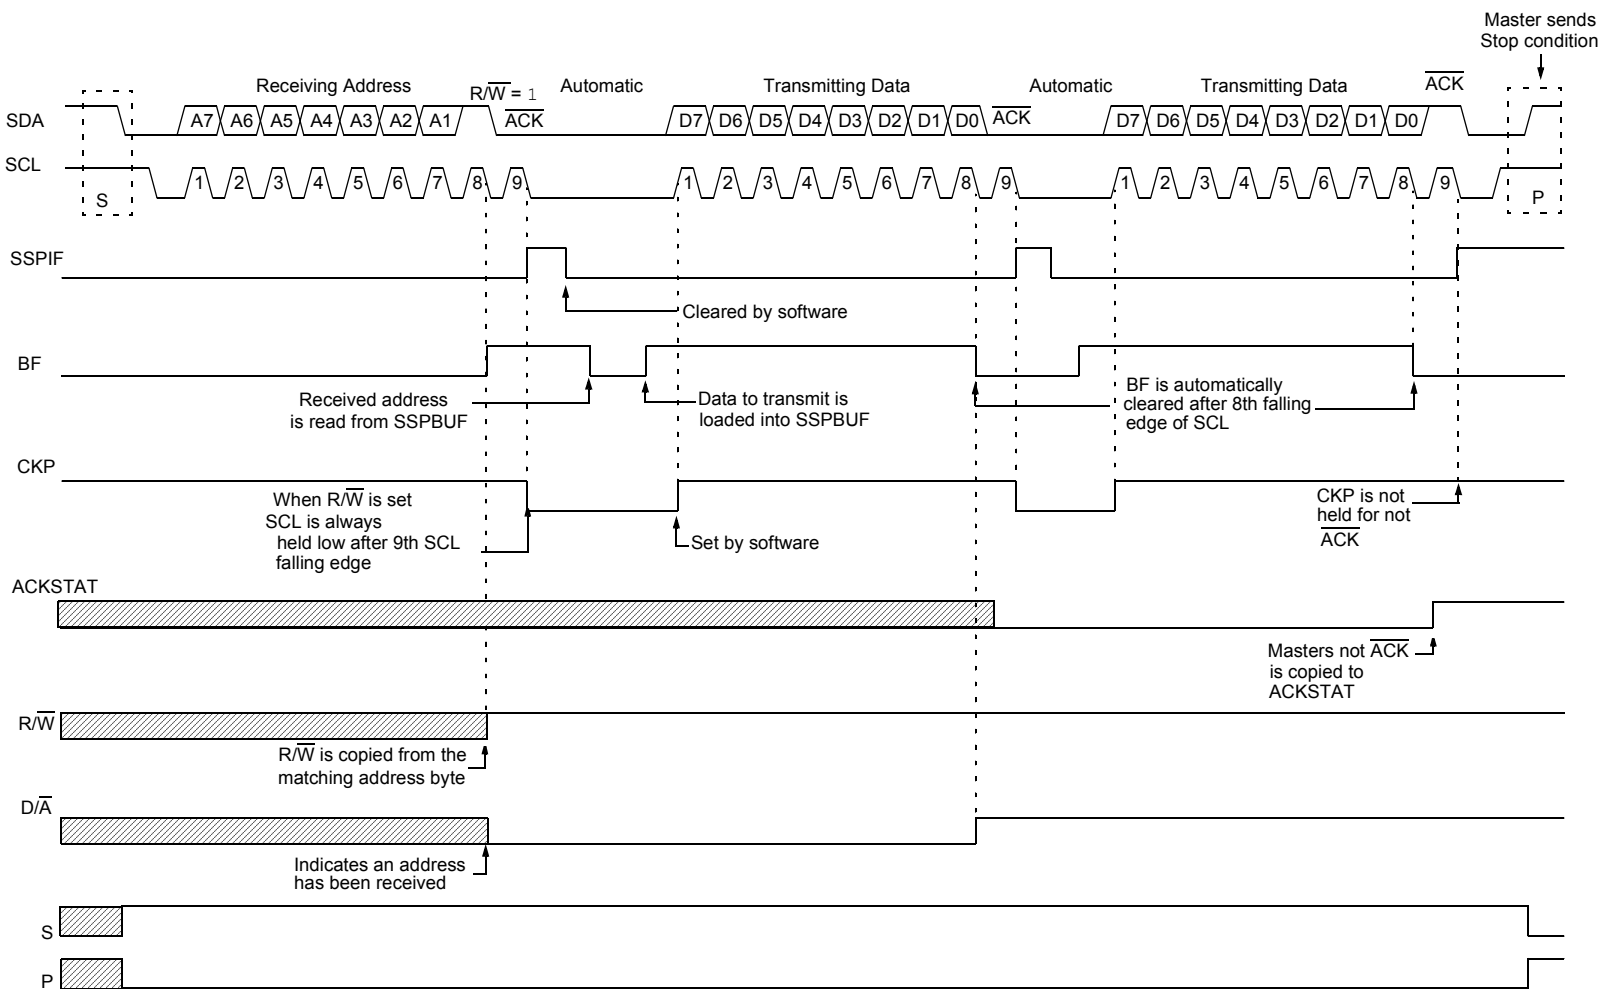 Master sends
Stop condition
Receiving Address
R/W̅ = 1
Automatic
Transmitting Data
Automatic
Transmitting Data
A̅C̅K̅
SDA
A7 A6 A5 A4 A3 A2 A1
A̅C̅K̅
D7 D6 D5 D4 D3 D2 D1 D0
A̅C̅K̅
D7 D6 D5 D4 D3 D2 D1 D0
SCL
1 2 3 4 5 6 7 8 9
1 2 3 4 5 6 7 8 9
1 2 3 4 5 6 7 8 9
S
P
SSPIF
Cleared by software
BF
Received address
is read from SSPBUF
Data to transmit is
loaded into SSPBUF
BF is automatically
cleared after 8th falling
edge of SCL
CKP
When R/W̅ is set
SCL is always
held low after 9th SCL
falling edge
Set by software
CKP is not
held for not
A̅C̅K̅
ACKSTAT
Masters not A̅C̅K̅
is copied to
ACKSTAT
R/W̅
R/W̅ is copied from the
matching address byte
D/A̅
Indicates an address
has been received
S
P